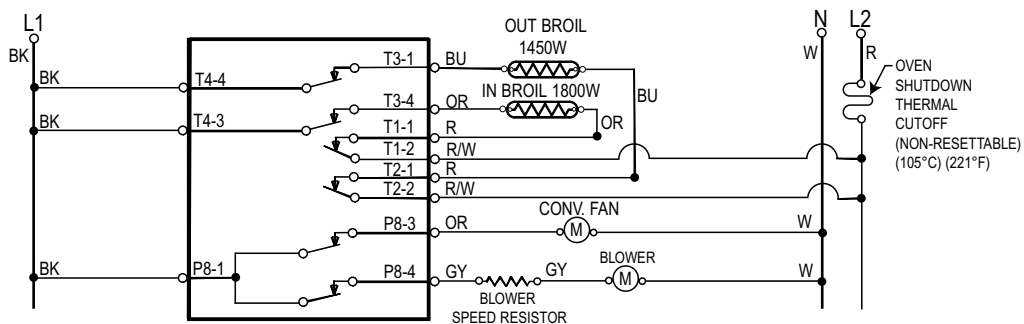 L1
OUT BROIL
1450W
N
L2
BK
T3-1
BU
W
R
OVEN
SHUTDOWN
THERMAL
CUTOFF
(NON-RESETTABLE)
(105°C) (221°F)
BK
T4-4
IN BROIL 1800W
BU
T3-4
OR
BK
T4-3
OR
T1-1
R
T1-2
R/W
T2-1
R
T2-2
R/W
CONV. FAN
P8-3
OR
M
W
BK
P8-1
P8-4
GY
GY
BLOWER
M
W
BLOWER
SPEED RESISTOR